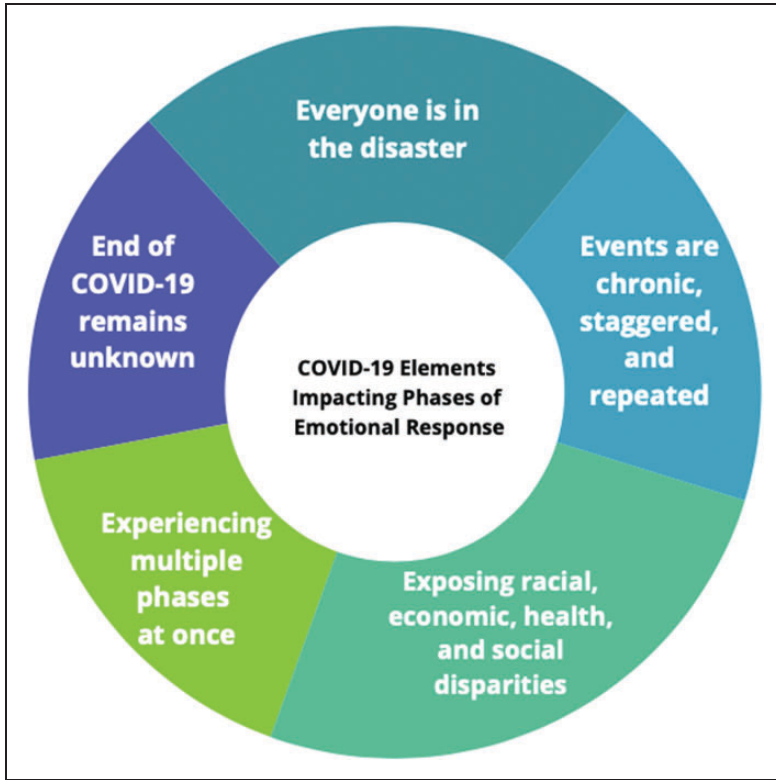 Everyone is in
the disaster
Events are
chronic,
staggered,
and
repeated
Exposing racial,
economic, health,
and social
disparities
Experiencing
multiple
phases
at once
End of
COVID-19
remains
unknown
COVID-19 Elements
Impacting Phases of
Emotional Response